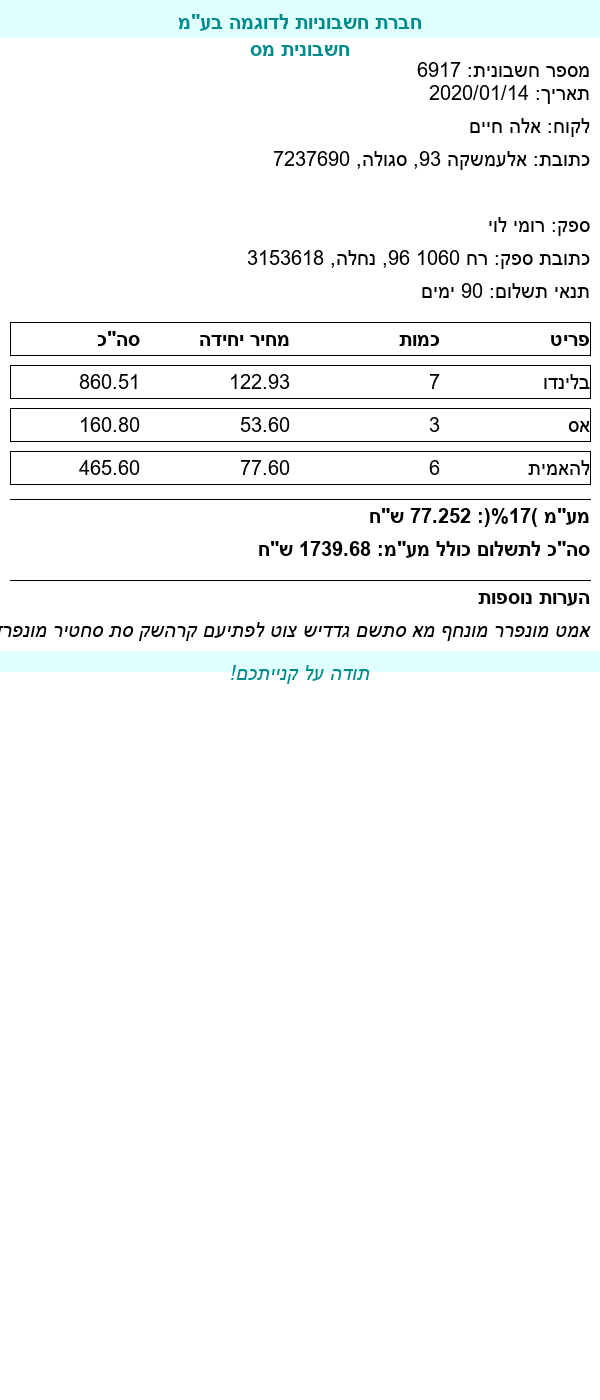 חברת חשבוניות לדוגמה בע"מ
חשבונית מס
מספר חשבונית: 6917
תאריך: 2020/01/14
לקוח: אלה חיים
כתובת: אלעמשקה 93, סגולה, 7237690
ספק: רומי לוי
כתובת ספק: רח 1060 96, נחלה, 3153618
תנאי תשלום: 90 ימים
פריט כמות מחיר יחידה סה"כ
בלינדו 7 122.93 860.51
אס 3 53.60 160.80
להאמית 6 77.60 465.60
מע"מ )17%(: 77.252 ש"ח
סה"כ לתשלום כולל מע"מ: 1739.68 ש"ח
הערות נוספות
אמט מונפרר מונחף מא סתשם גדדיש צוט לפתיעם קרהשק סת סחטיר
תודה על קנייתכם!